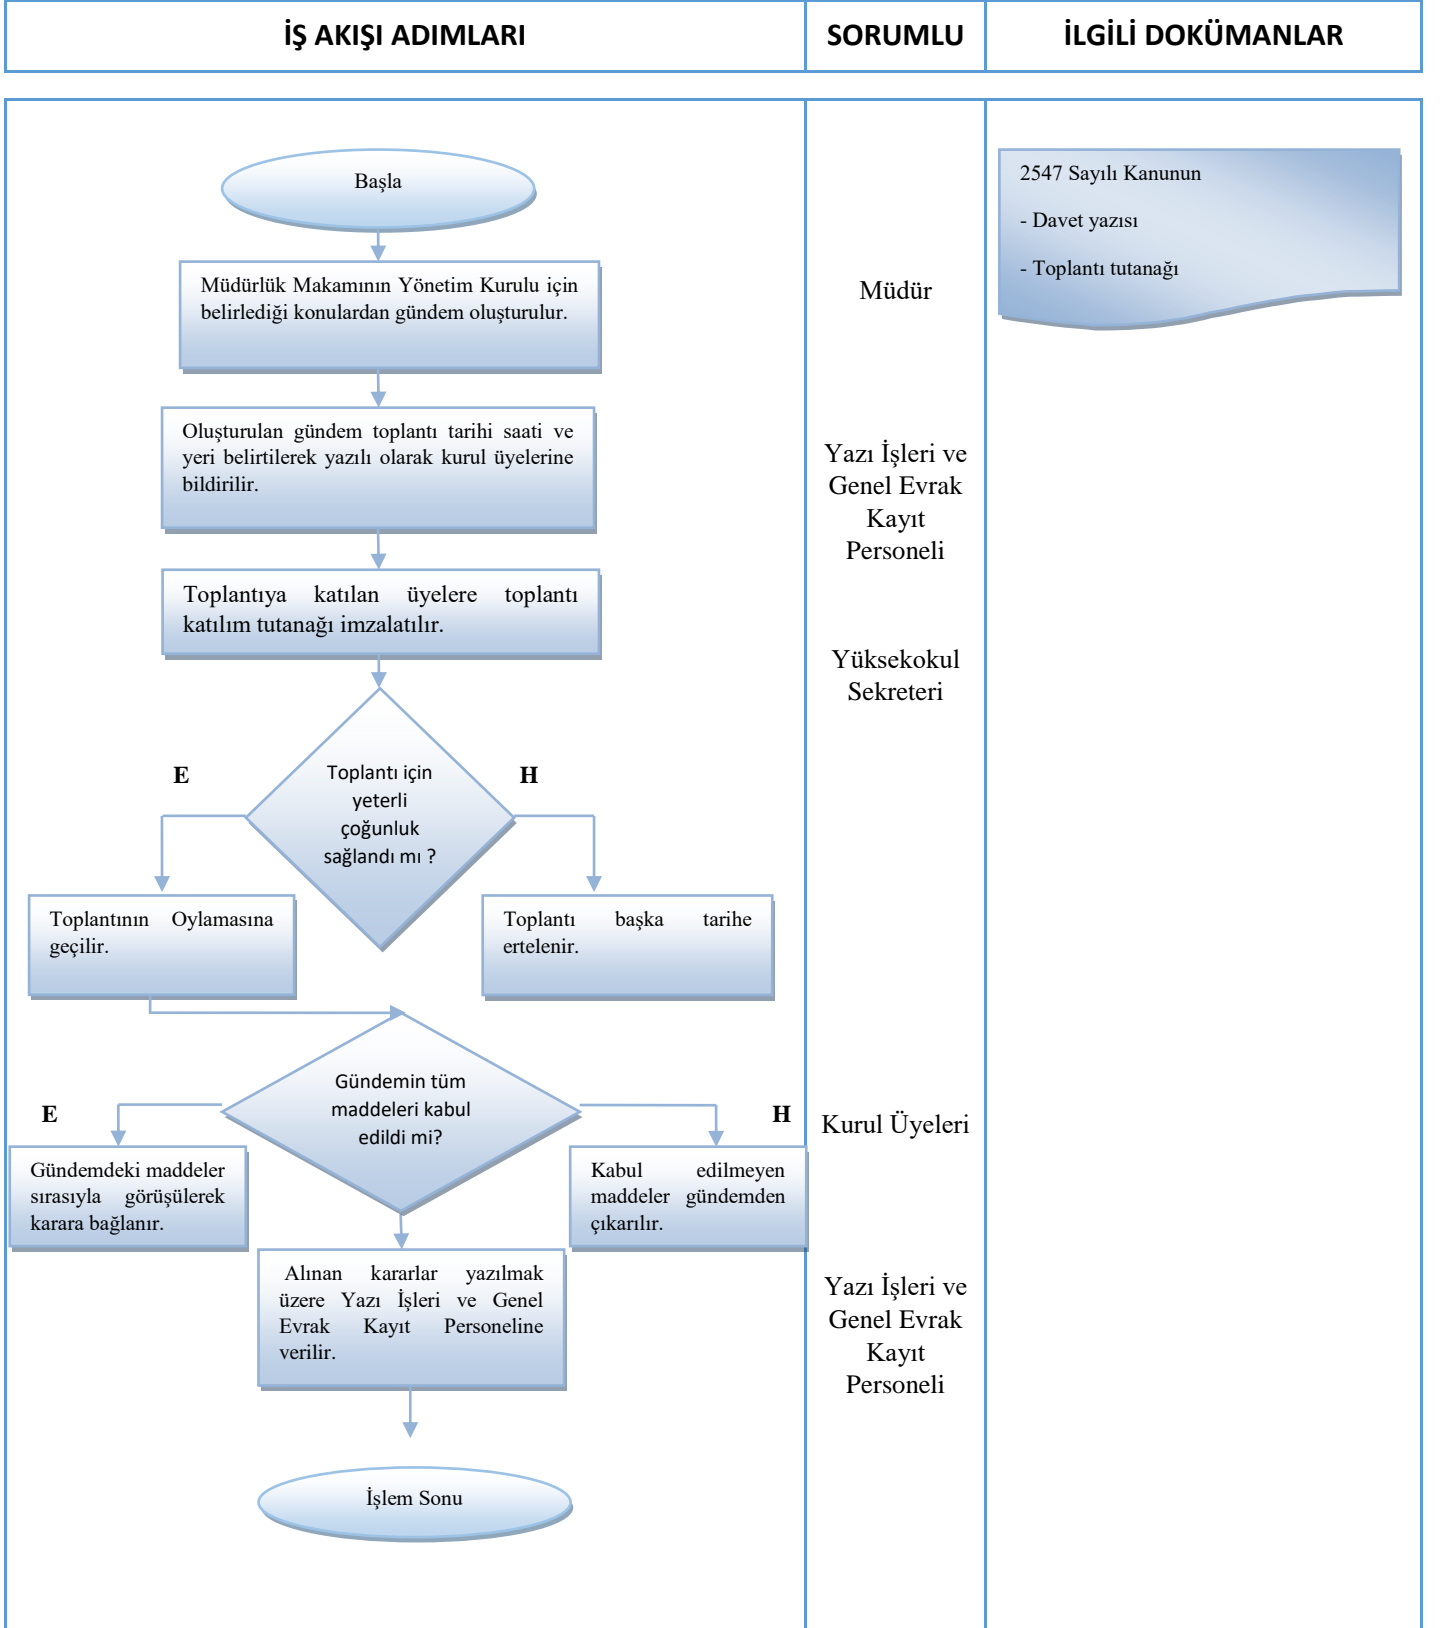 İŞ AKIŞI ADIMLARI
SORUMLU
İLGİLİ DOKÜMANLAR
Başla
2547 Sayılı Kanunun
- Davet yazısı
- Toplantı tutanağı
Müdürlük Makamının Yönetim Kurulu için
belirlediği konulardan gündem oluşturulur.
Müdür
Oluşturulan gündem toplantı tarihi saati ve
yeri belirtilerek yazılı olarak kurul üyelerine
bildirilir.
Yazı İşleri ve
Genel Evrak
Kayıt
Personeli
Toplantıya katılan üyelere toplantı
katılım tutanağı imzalatılır.
Yüksekokul
Sekreteri
E
Toplantı için
yeterli
çoğunluk
sağlandı mı ?
H
Toplantının Oylamasına
geçilir.
Toplantı başka tarihe
ertelenir.
E
Gündemin tüm
maddeleri kabul
edildi mi?
H
Kurul Üyeleri
Gündemdeki maddeler
sırasıyla görüşülerek
karara bağlanır.
Kabul edilmeyen
maddeler gündemden
çıkarılır.
Alınan kararlar yazılmak
üzere Yazı İşleri ve Genel
Evrak Kayıt Personeline
verilir.
Yazı İşleri ve
Genel Evrak
Kayıt
Personeli
İşlem Sonu